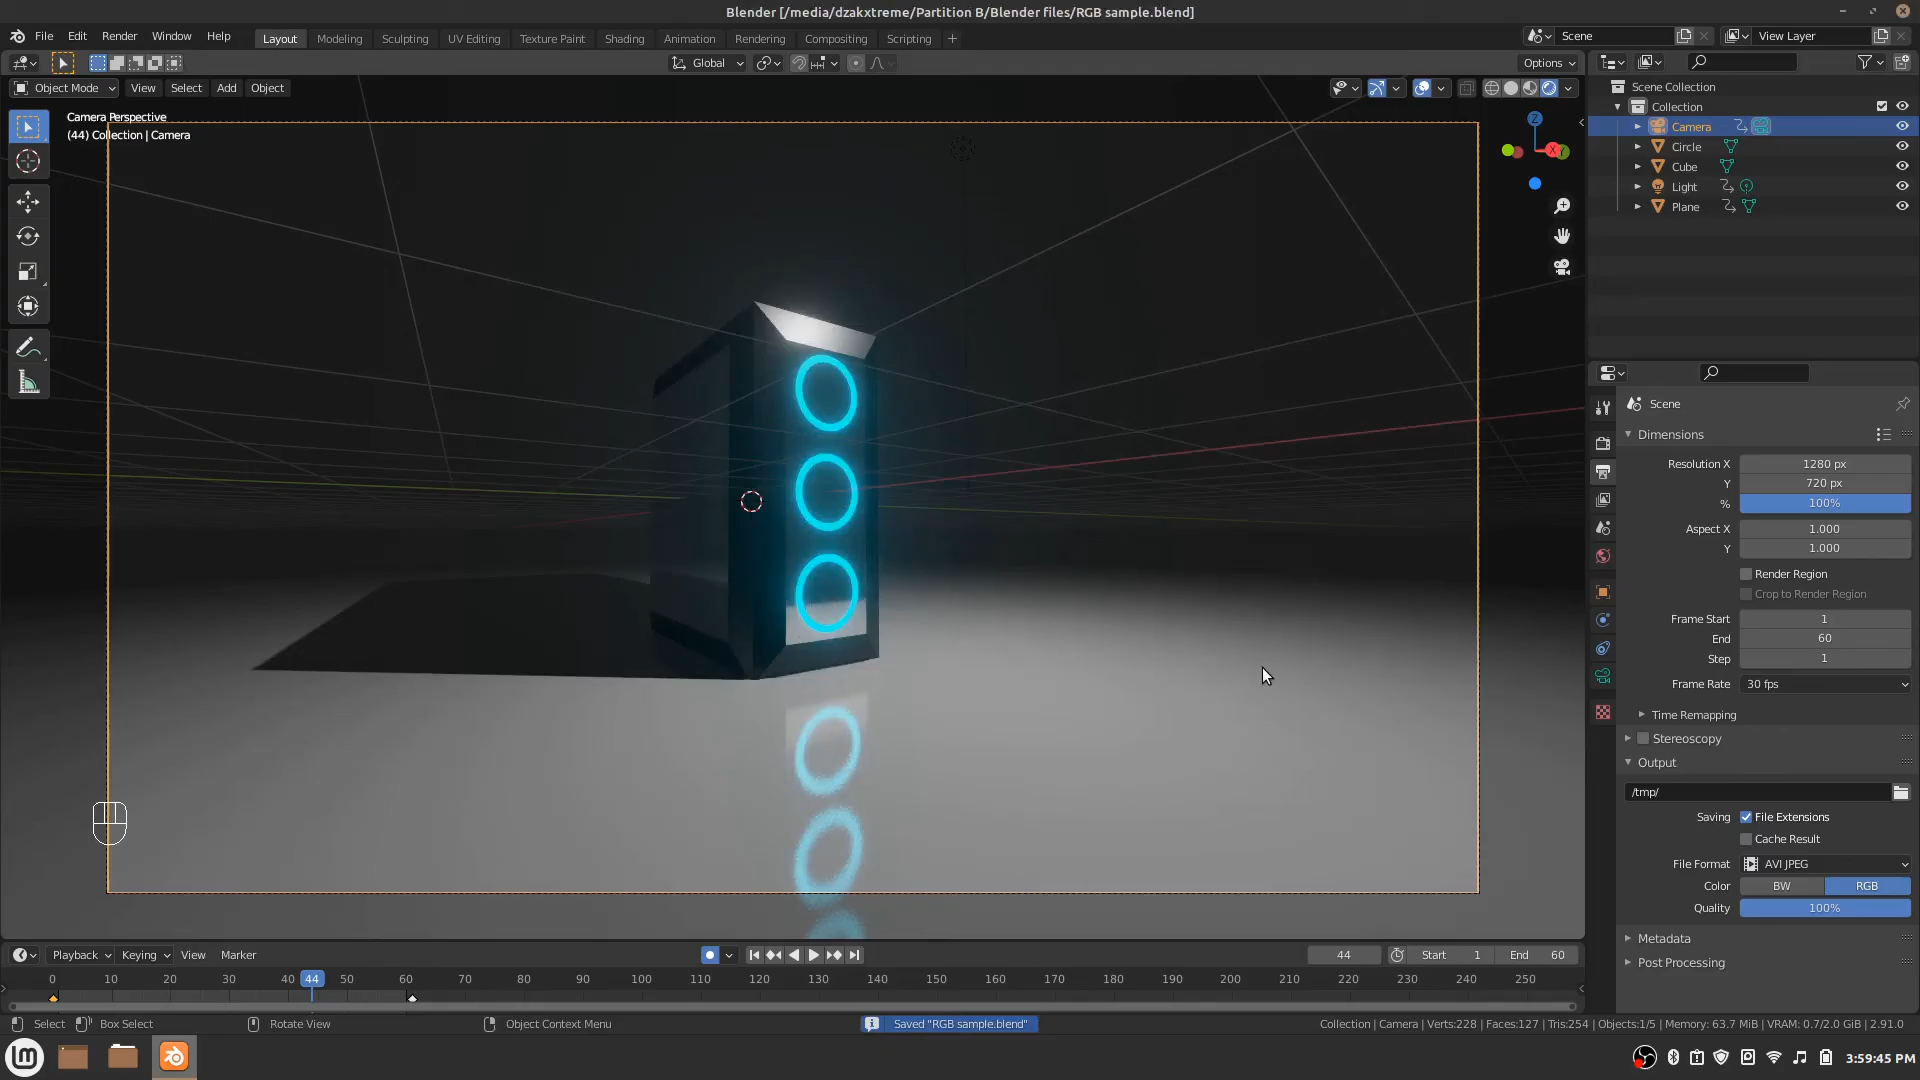 Blender [/media/dzakxtreme/Partition B/Blender files/RGB sample.blend]
File Edit Render Window Help Layout Modeling Sculpting UV Editing Texture Paint Shading Animation Rendering Compositing Scripting + Scene View Layer
Global Options
Object Mode View Select Add Object
Camera Perspective
(44) Collection | Camera
Z
X
Y
Scene Collection
Collection
Camera
Circle
Cube
Light
Plane
Scene
Dimensions
Resolution X 1280 px
Y 720 px
% 100%
Aspect X 1.000
Y 1.000
Render Region
Crop to Render Region
Frame Start 1
End 60
Step 1
Frame Rate 30 fps
Time Remapping
Stereoscopy
Output
/tmp/
Saving File Extensions
Cache Result
File Format AVI JPEG
Color BW RGB
Quality 100%
Metadata
Post Processing
Playback Keying View Marker 44 Start 1 End 60
0 10 20 30 40 44 50 60 70 80 90 100 110 120 130 140 150 160 170 180 190 200 210 220 230 240 250
Select Box Select Rotate View Object Context Menu Saved "RGB sample.blend" Collection | Camera | Verts:228 | Faces:127 | Tris:254 | Objects:1/5 | Memory: 63.7 MiB | VRAM: 0.7/2.0 GiB | 2.91.0
3:59:45 PM